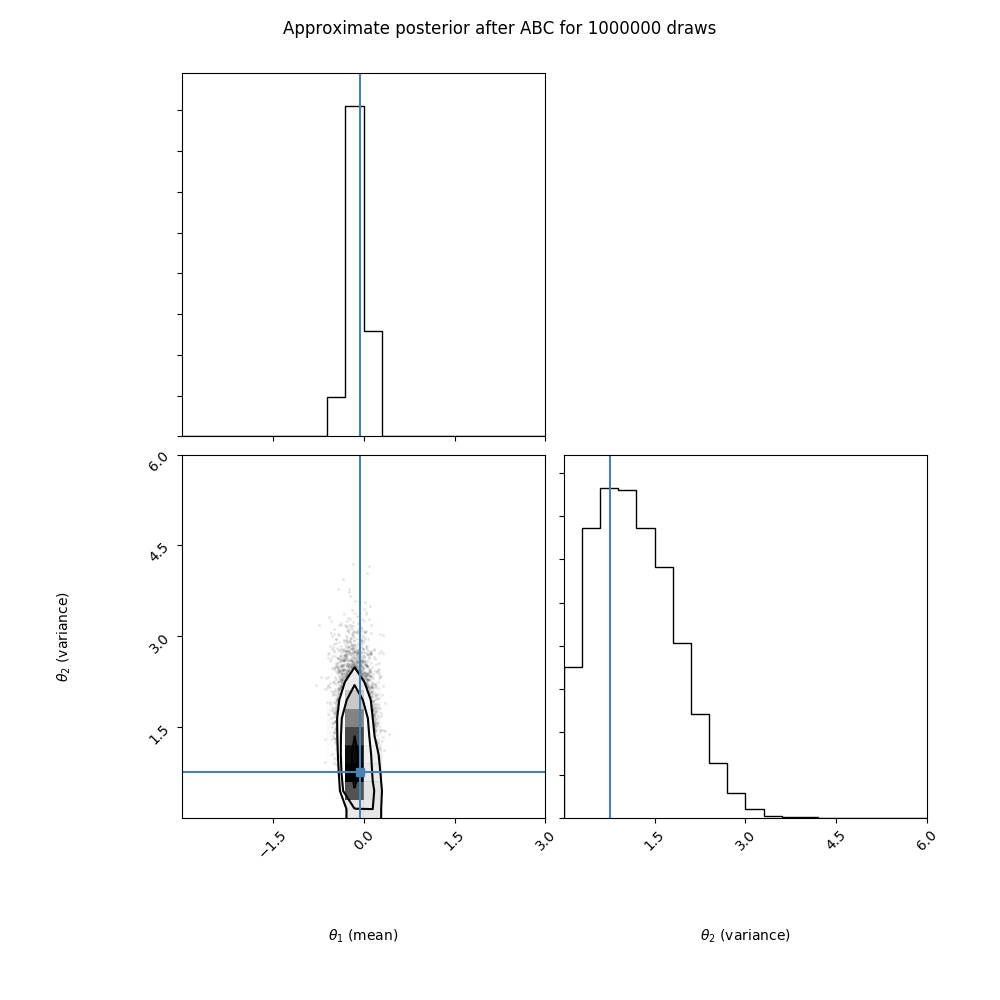 Approximate posterior after ABC for 1000000 draws
6.0
4.5
3.0
1.5
θ₂ (variance)
−1.5 0.0 1.5 3.0
1.5 3.0 4.5 6.0
θ₁ (mean)
θ₂ (variance)